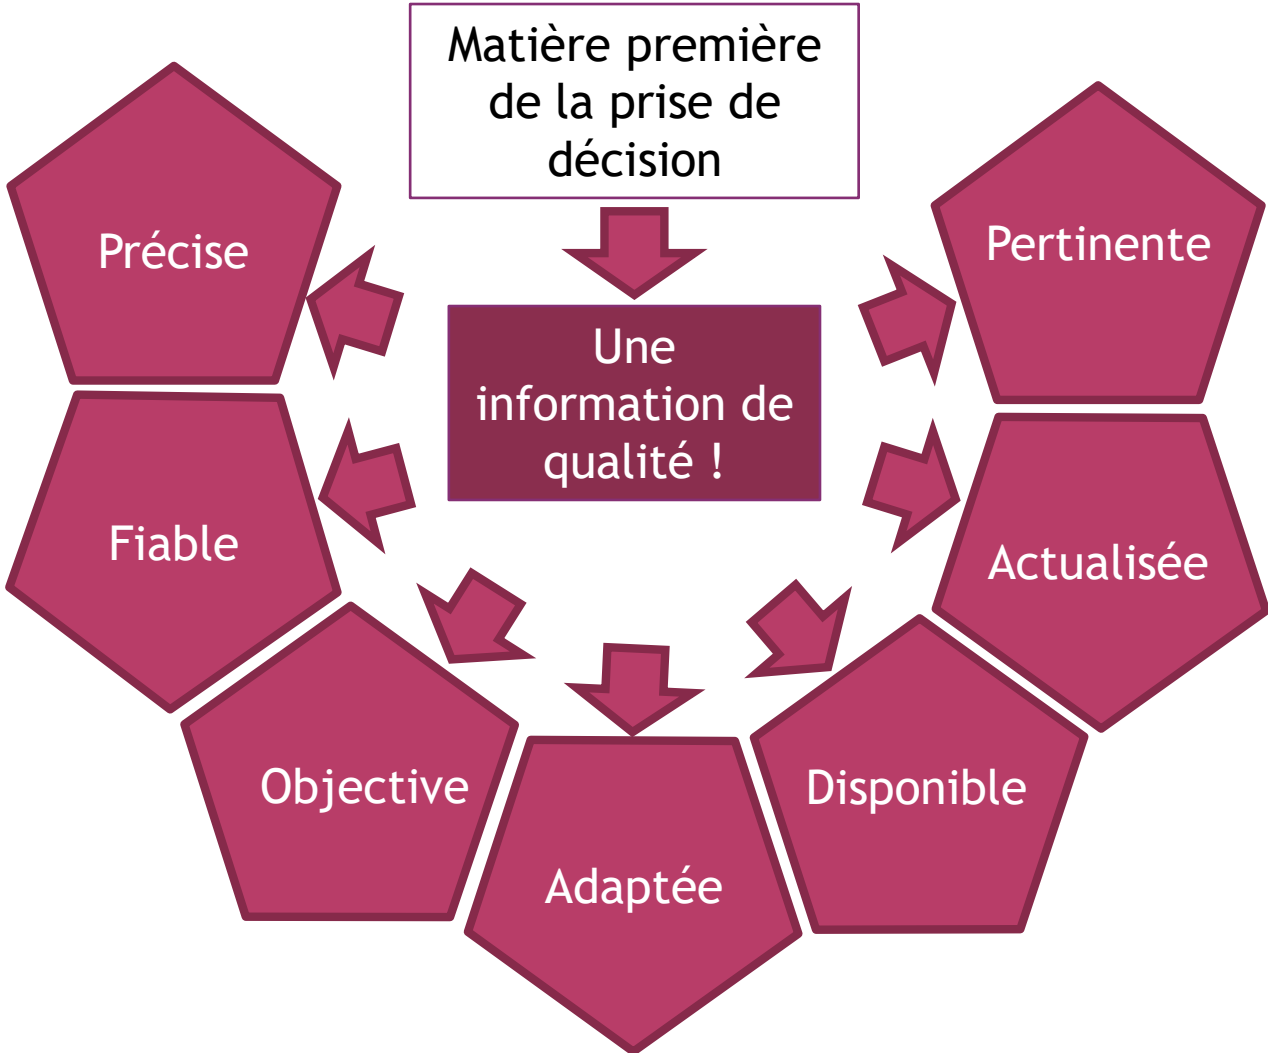 Matière première
de la prise de
décision
Une
information de
qualité !
Précise
Fiable
Objective
Adaptée
Disponible
Actualisée
Pertinente